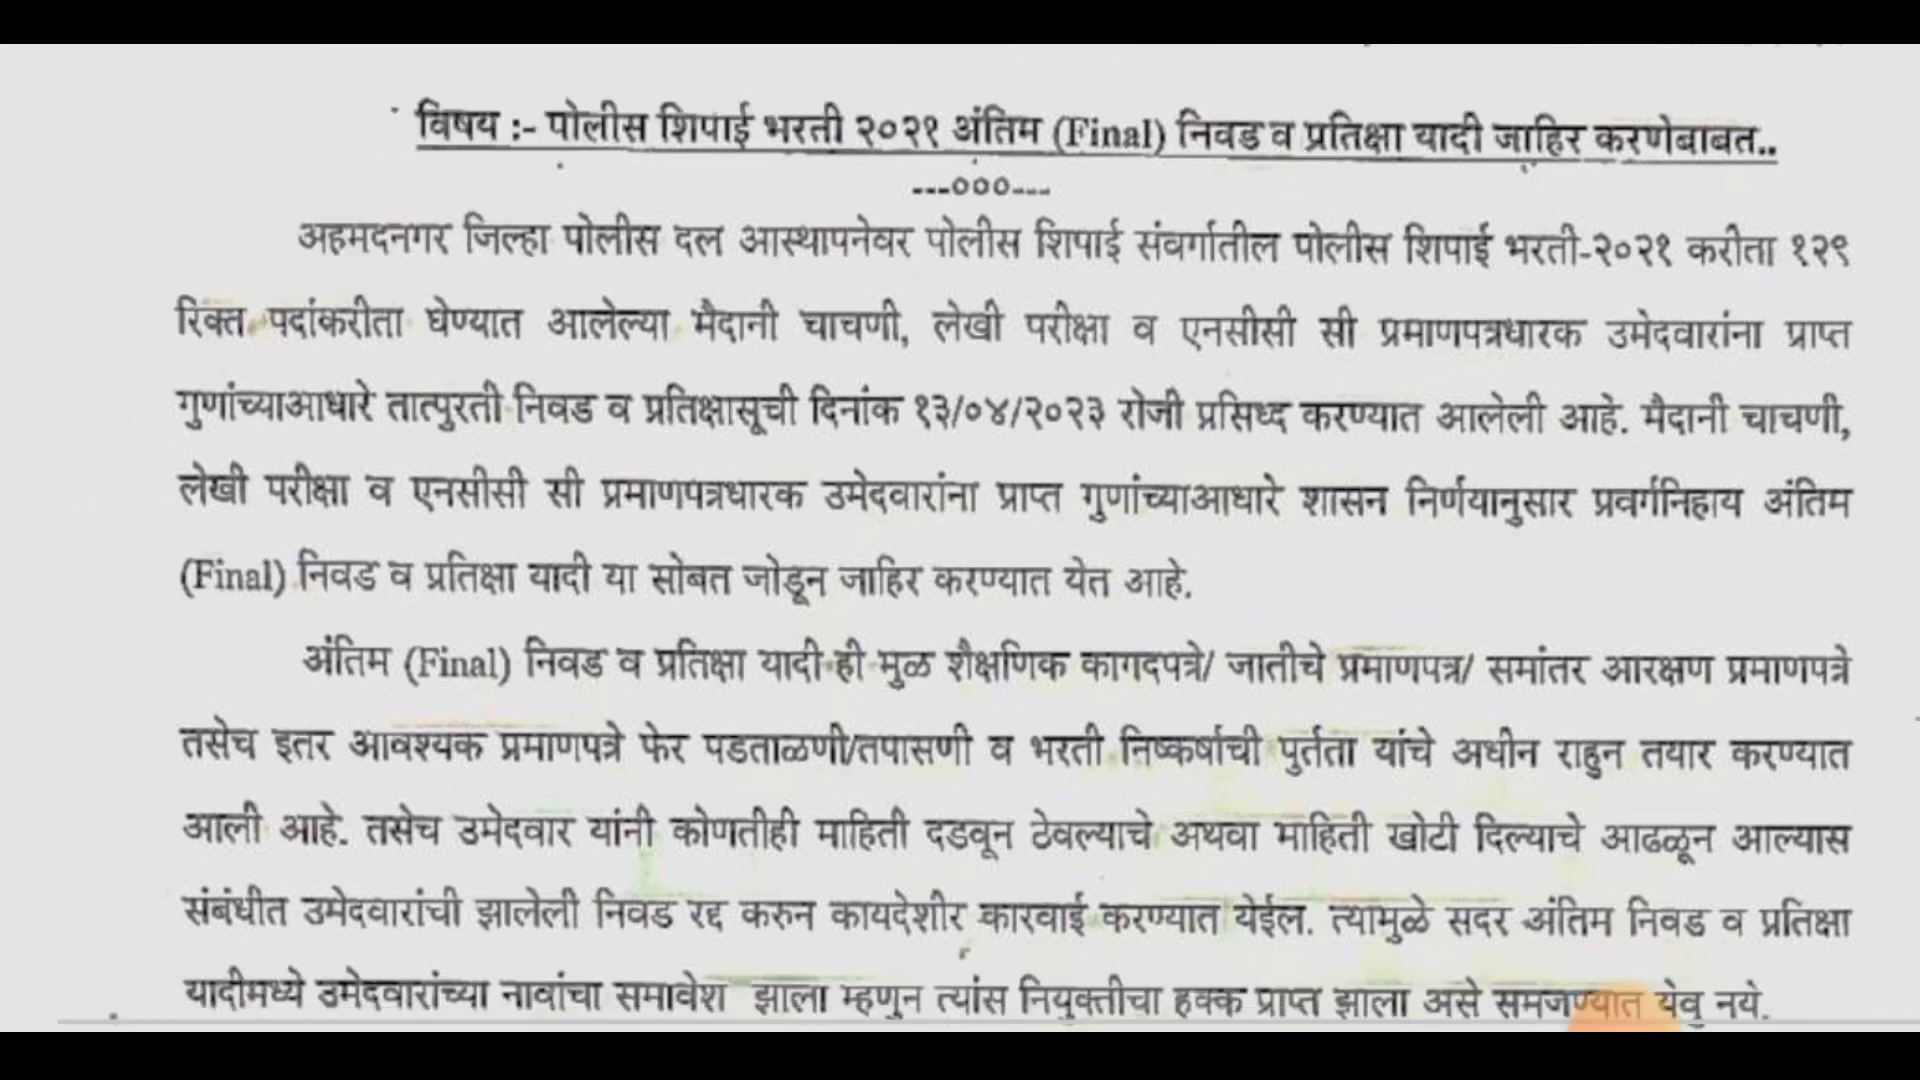 विषय :- पोलीस शिपाई भरती २०२१ अंतिम (Final) निवड व प्रतिक्षा यादी जाहिर करणेबाबत..
---०००---
अहमदनगर जिल्हा पोलीस दल आस्थापनेवर पोलीस शिपाई संवर्गातील पोलीस शिपाई भरती-२०२१ करीता १२९
रिक्त पदांकरीता घेण्यात आलेल्या मैदानी चाचणी, लेखी परीक्षा व एनसीसी सी प्रमाणपत्रधारक उमेदवारांना प्राप्त
गुणांच्याआधारे तात्पुरती निवड व प्रतिक्षासूची दिनांक १३/०४/२०२३ रोजी प्रसिध्द करण्यात आलेली आहे. मैदानी चाचणी,
लेखी परीक्षा व एनसीसी सी प्रमाणपत्रधारक उमेदवारांना प्राप्त गुणांच्याआधारे शासन निर्णयानुसार प्रवर्गनिहाय अंतिम
(Final) निवड व प्रतिक्षा यादी या सोबत जोडून जाहिर करण्यात येत आहे.
अंतिम (Final) निवड व प्रतिक्षा यादी ही मुळ शैक्षणिक कागदपत्रे/ जातीचे प्रमाणपत्र/ समांतर आरक्षण प्रमाणपत्रे
तसेच इतर आवश्यक प्रमाणपत्रे फेर पडताळणी/तपासणी व भरती निष्कर्षाची पुर्तता यांचे अधीन राहुन तयार करण्यात
आली आहे. तसेच उमेदवार यांनी कोणतीही माहिती दडवून ठेवल्याचे अथवा माहिती खोटी दिल्याचे आढळून आल्यास
संबंधीत उमेदवारांची झालेली निवड रद्द करुन कायदेशीर कारवाई करण्यात येईल. त्यामुळे सदर अंतिम निवड व प्रतिक्षा
यादीमध्ये उमेदवारांच्या नावांचा समावेश झाला म्हणुन त्यांस नियुक्तीचा हक्क प्राप्त झाला असे समजण्यात येवु नये.